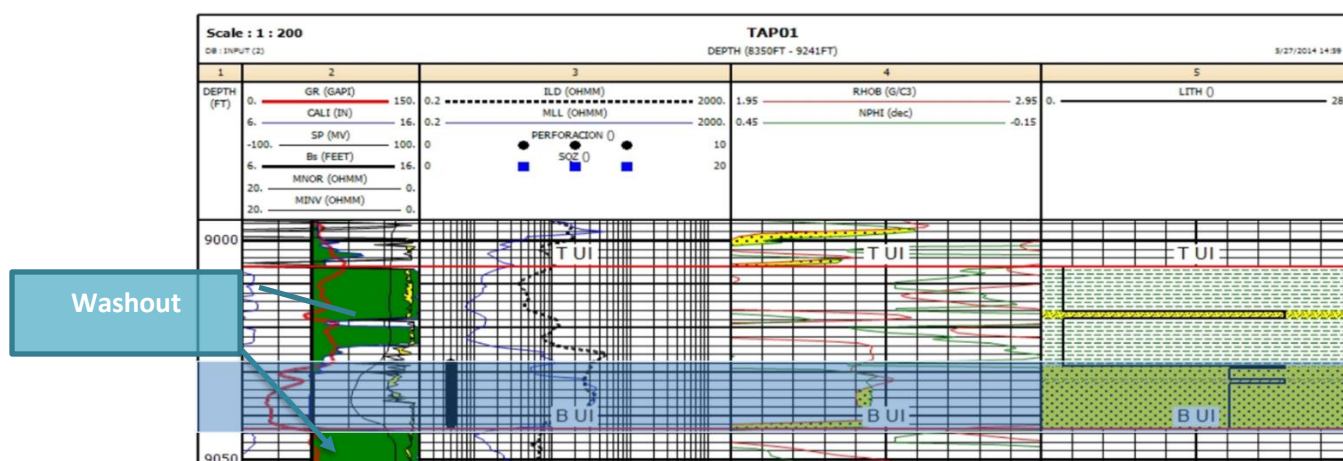 Scale : 1 : 200
TAP01
DB : INPUT (2)
DEPTH (8350FT - 9241FT)
5/27/2014 14:59
1 2 3 4 5
DEPTH
(FT)
0. GR (GAPI) 150.
6. CALI (IN) 16.
-100. SP (MV) 100.
6. Bs (FEET) 16.
20. MNOR (OHMM) 0.
20. MINV (OHMM) 0.
0.2 ILD (OHMM) 2000.
0.2 MLL (OHMM) 2000.
0 PERFORACION () 10
0 SOZ () 20
1.95 RHOB (G/C3) 2.95
0.45 NPHI (dec) -0.15
0. LITH () 28
9000
T UI T UI T UI
Washout
B UI B UI B UI
9050